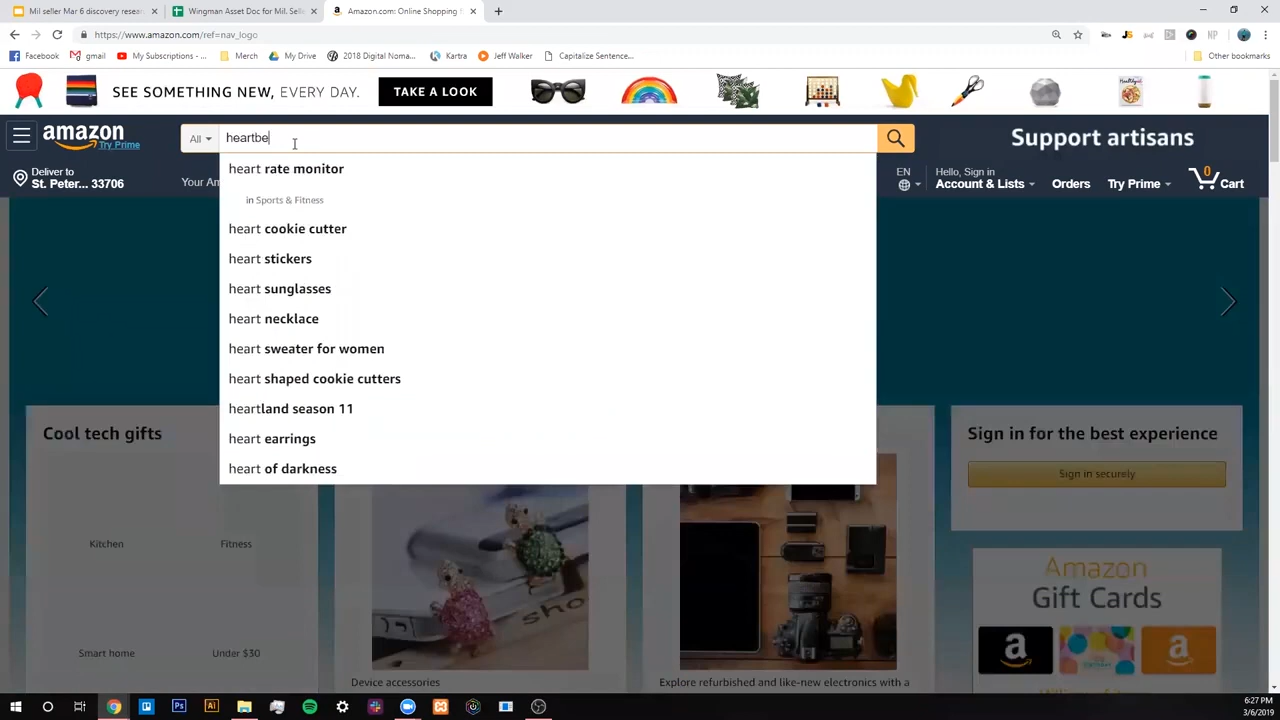 Mil seller Mar 6 discovery resear
Wingman Asset Doc for Mil. Selle
Amazon.com: Online Shopping f
https://www.amazon.com/ref=nav_logo
Facebook
gmail
My Subscriptions - ...
Merch
My Drive
2018 Digital Noma...
Kartra
Jeff Walker
Capitalize Sentence...
Other bookmarks
SEE SOMETHING NEW, EVERY DAY.
TAKE A LOOK
amazon
Try Prime
All
heartbe
Support artisans
Deliver to
St. Peter... 33706
Your Am
EN
Hello, Sign in
Account & Lists
Orders
Try Prime
0
Cart
heart rate monitor
in Sports & Fitness
heart cookie cutter
heart stickers
heart sunglasses
heart necklace
heart sweater for women
heart shaped cookie cutters
heartland season 11
heart earrings
heart of darkness
Cool tech gifts
Kitchen
Fitness
Smart home
Under $30
Device accessories
Explore refurbished and like-new electronics with a
Sign in for the best experience
Sign in securely
Amazon
Gift Cards
6:27 PM
3/6/2019